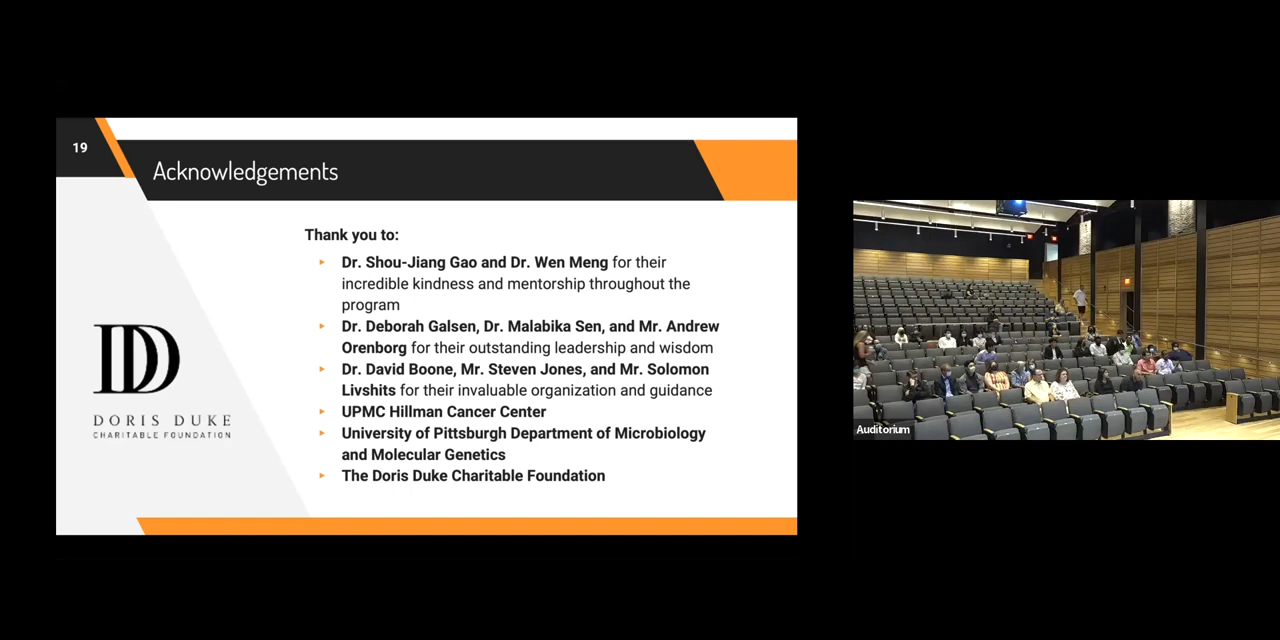 19
Acknowledgements
Thank you to:
Dr. Shou-Jiang Gao and Dr. Wen Meng for their
incredible kindness and mentorship throughout the
program
Dr. Deborah Galsen, Dr. Malabika Sen, and Mr. Andrew
Orenborg for their outstanding leadership and wisdom
Dr. David Boone, Mr. Steven Jones, and Mr. Solomon
Livshits for their invaluable organization and guidance
UPMC Hillman Cancer Center
University of Pittsburgh Department of Microbiology
and Molecular Genetics
The Doris Duke Charitable Foundation
DD
DORIS DUKE
CHARITABLE FOUNDATION
Auditorium